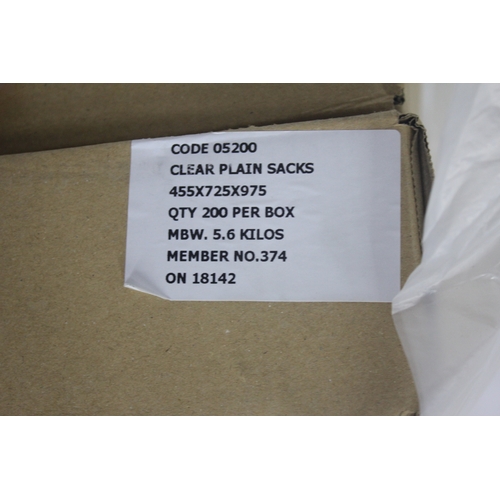 CODE 05200
CLEAR PLAIN SACKS
455X725X975
QTY 200 PER BOX
MBW. 5.6 KILOS
MEMBER NO.374
ON 18142